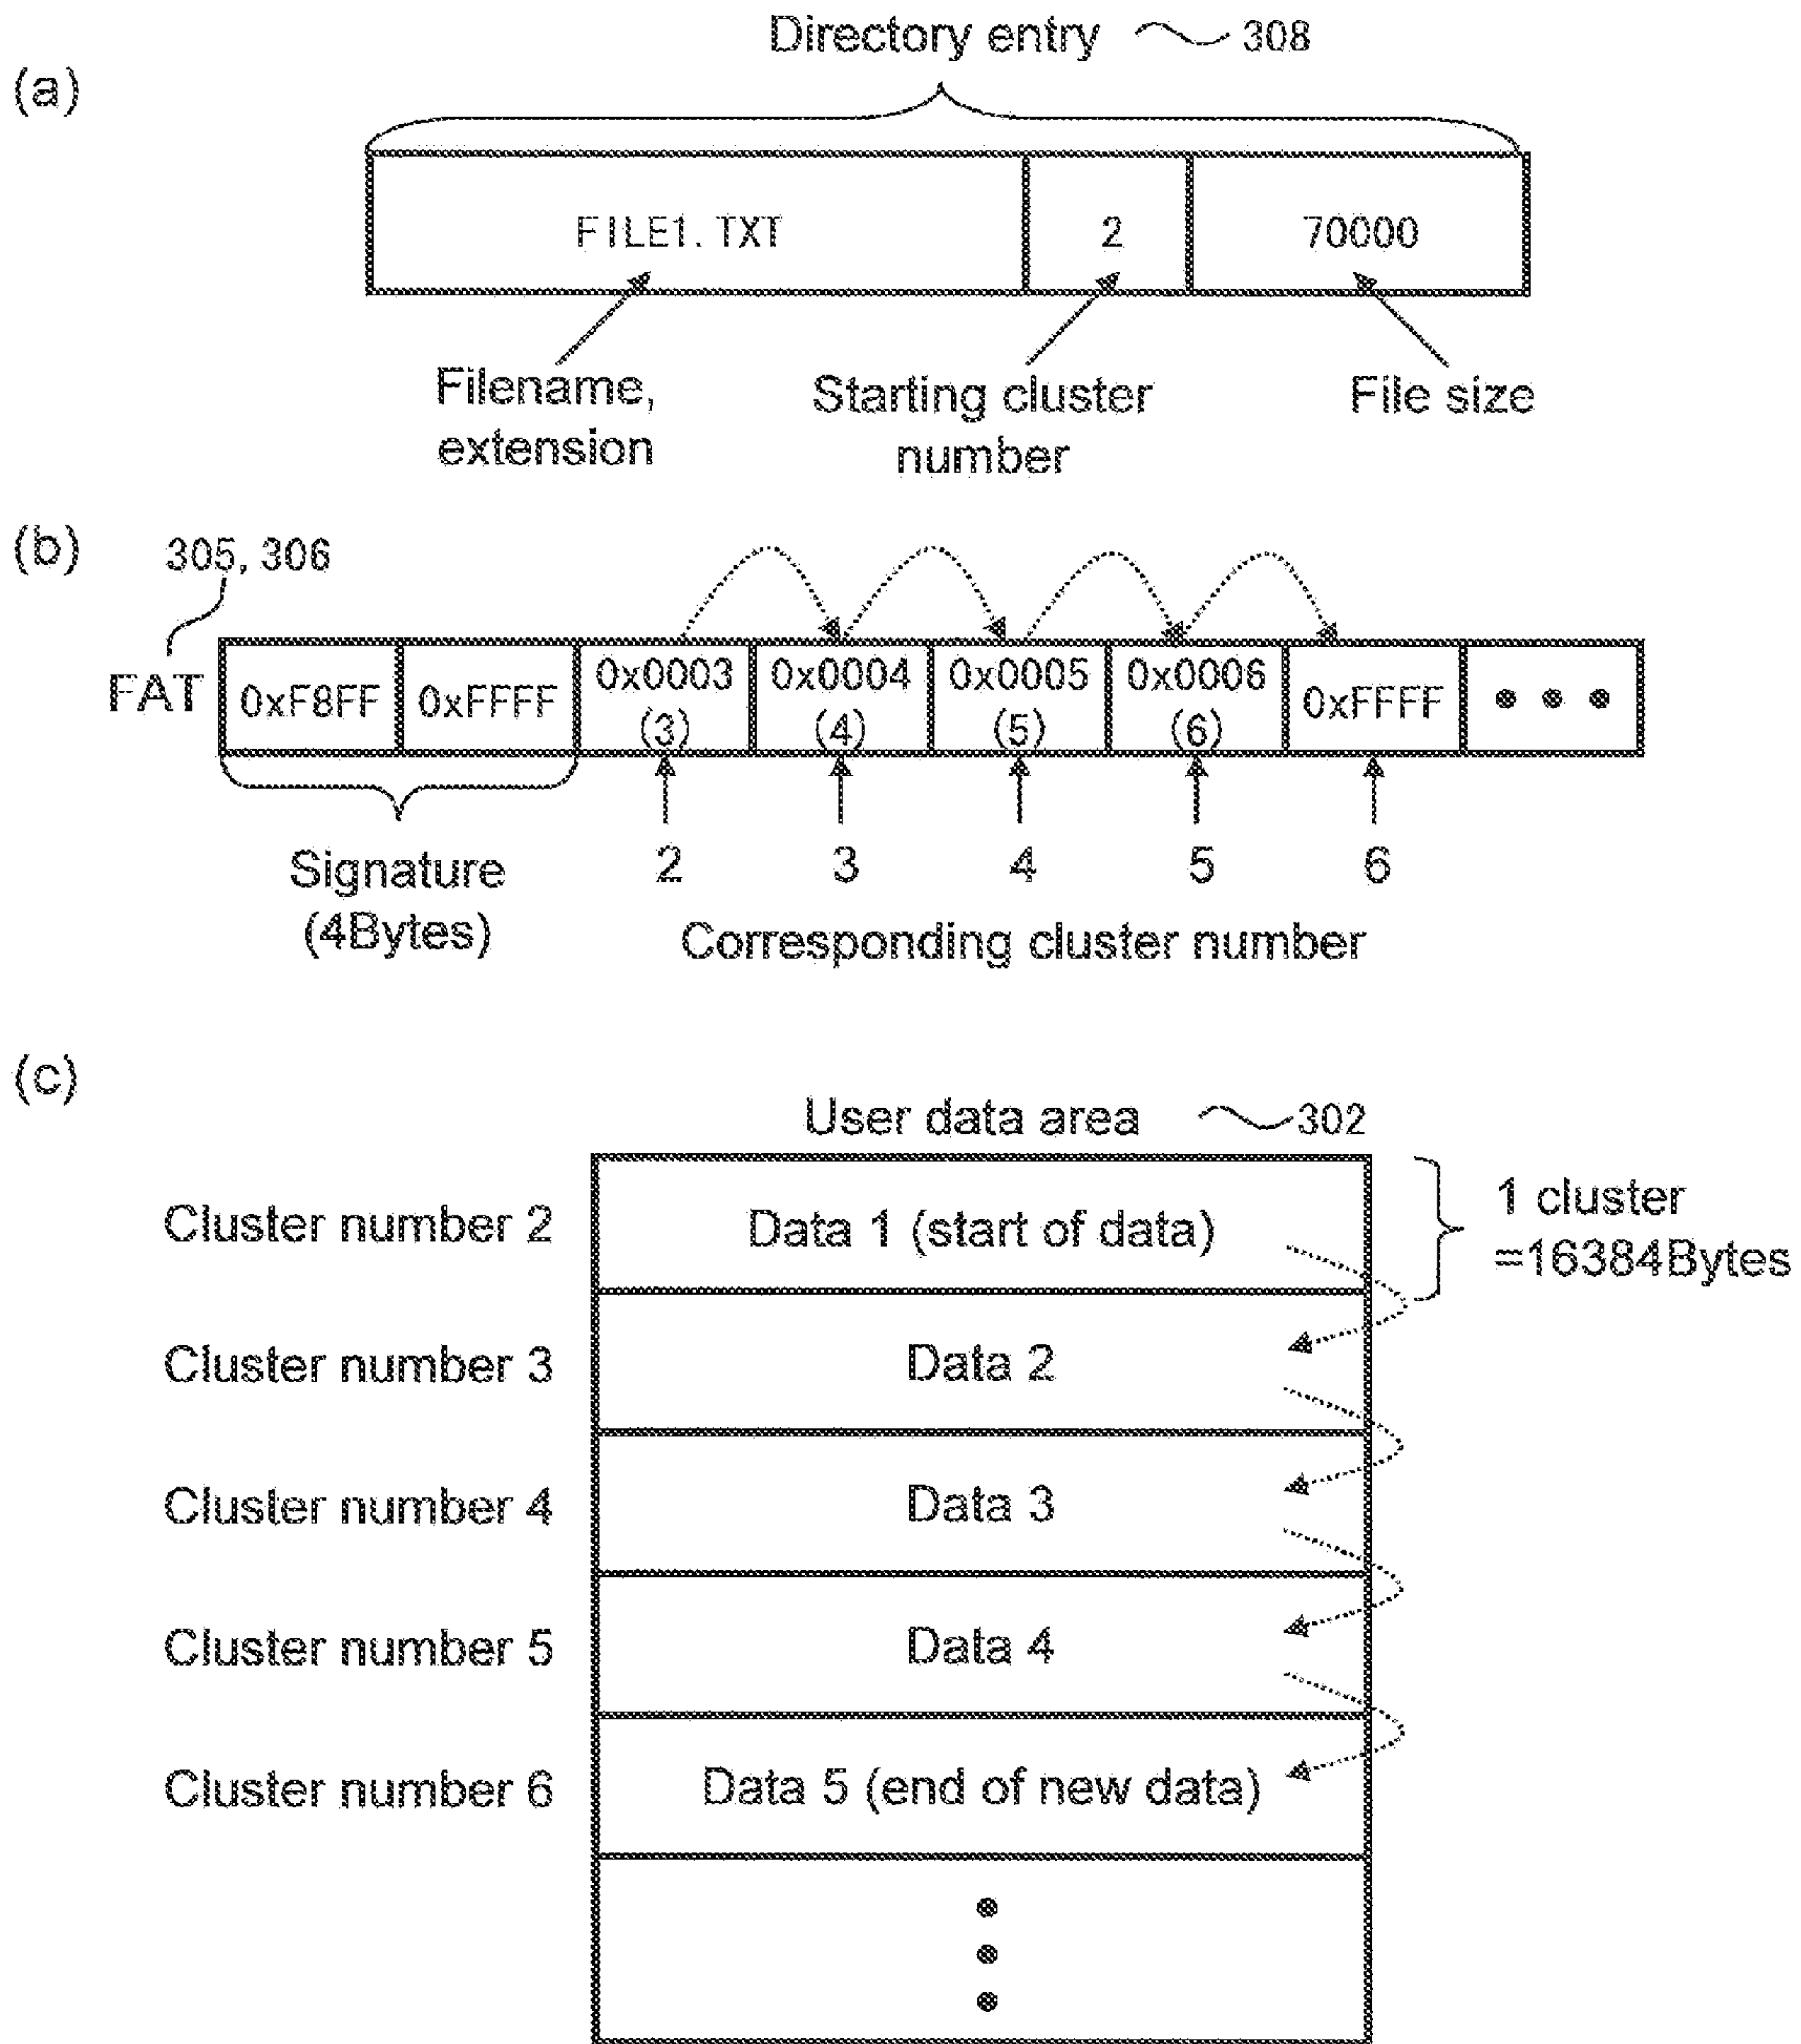 Directory entry 308
(a)
FILE1. TXT 2 70000
Filename, extension
Starting cluster number
File size
(b)
305, 306
FAT 0xF8FF 0xFFFF 0x0003 (3) 0x0004 (4) 0x0005 (5) 0x0006 (6) 0xFFFF
Signature (4Bytes)
2 3 4 5 6
Corresponding cluster number
(c)
User data area 302
1 cluster =16384Bytes
Cluster number 2 Data 1 (start of data)
Cluster number 3 Data 2
Cluster number 4 Data 3
Cluster number 5 Data 4
Cluster number 6 Data 5 (end of new data)